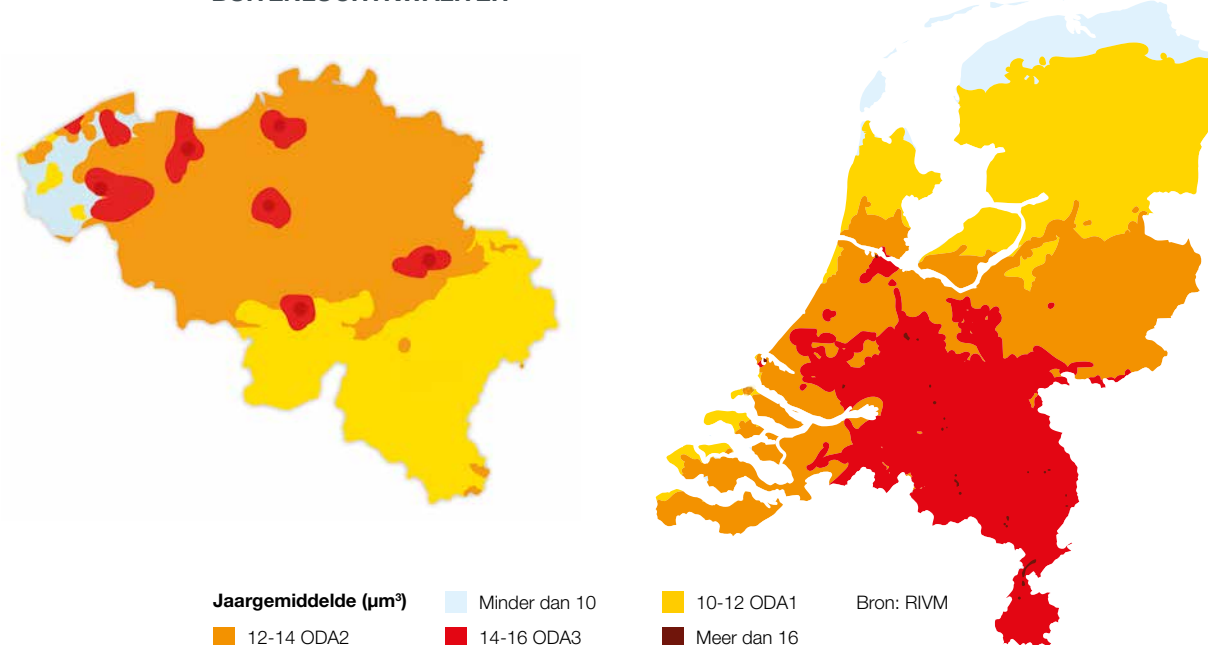 Jaargemiddelde (µm³)
Minder dan 10
10-12 ODA1
Bron: RIVM
12-14 ODA2
14-16 ODA3
Meer dan 16